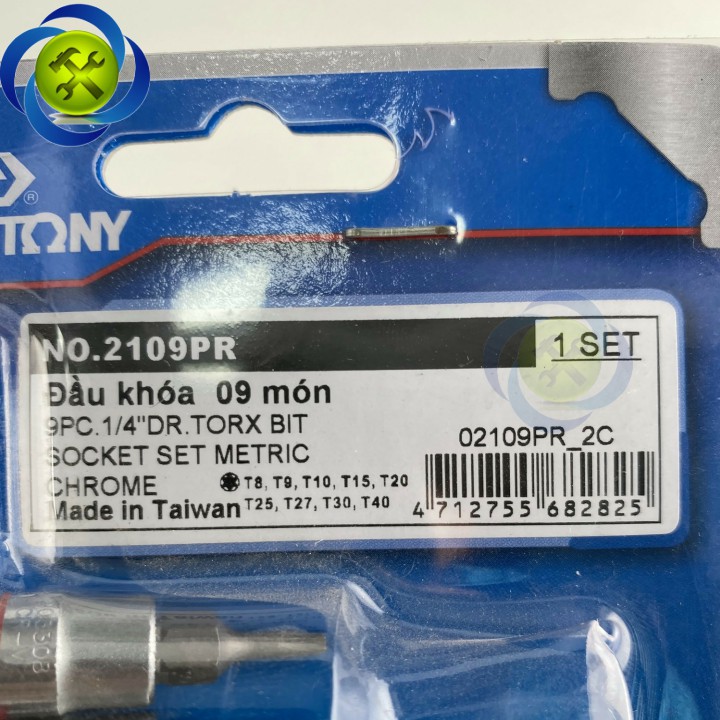 ®
TONY
NO.2109PR
1 SET
Đầu khóa 09 món
9PC.1/4"DR.TORX BIT
SOCKET SET METRIC
CHROME
T8, T9, T10, T15, T20
Made in Taiwan
T25, T27, T30, T40
02109PR_2C
4 712755 682825